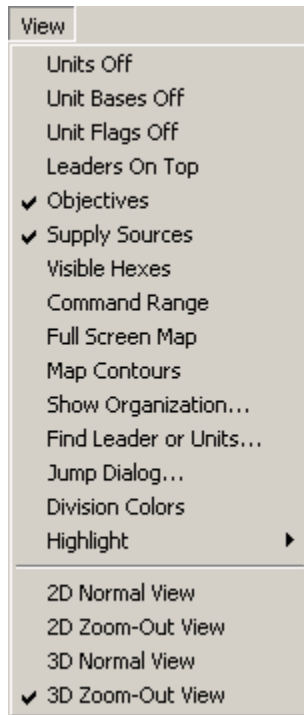 View
Units Off
Unit Bases Off
Unit Flags Off
Leaders On Top
Objectives
Supply Sources
Visible Hexes
Command Range
Full Screen Map
Map Contours
Show Organization...
Find Leader or Units...
Jump Dialog...
Division Colors
Highlight
2D Normal View
2D Zoom-Out View
3D Normal View
3D Zoom-Out View